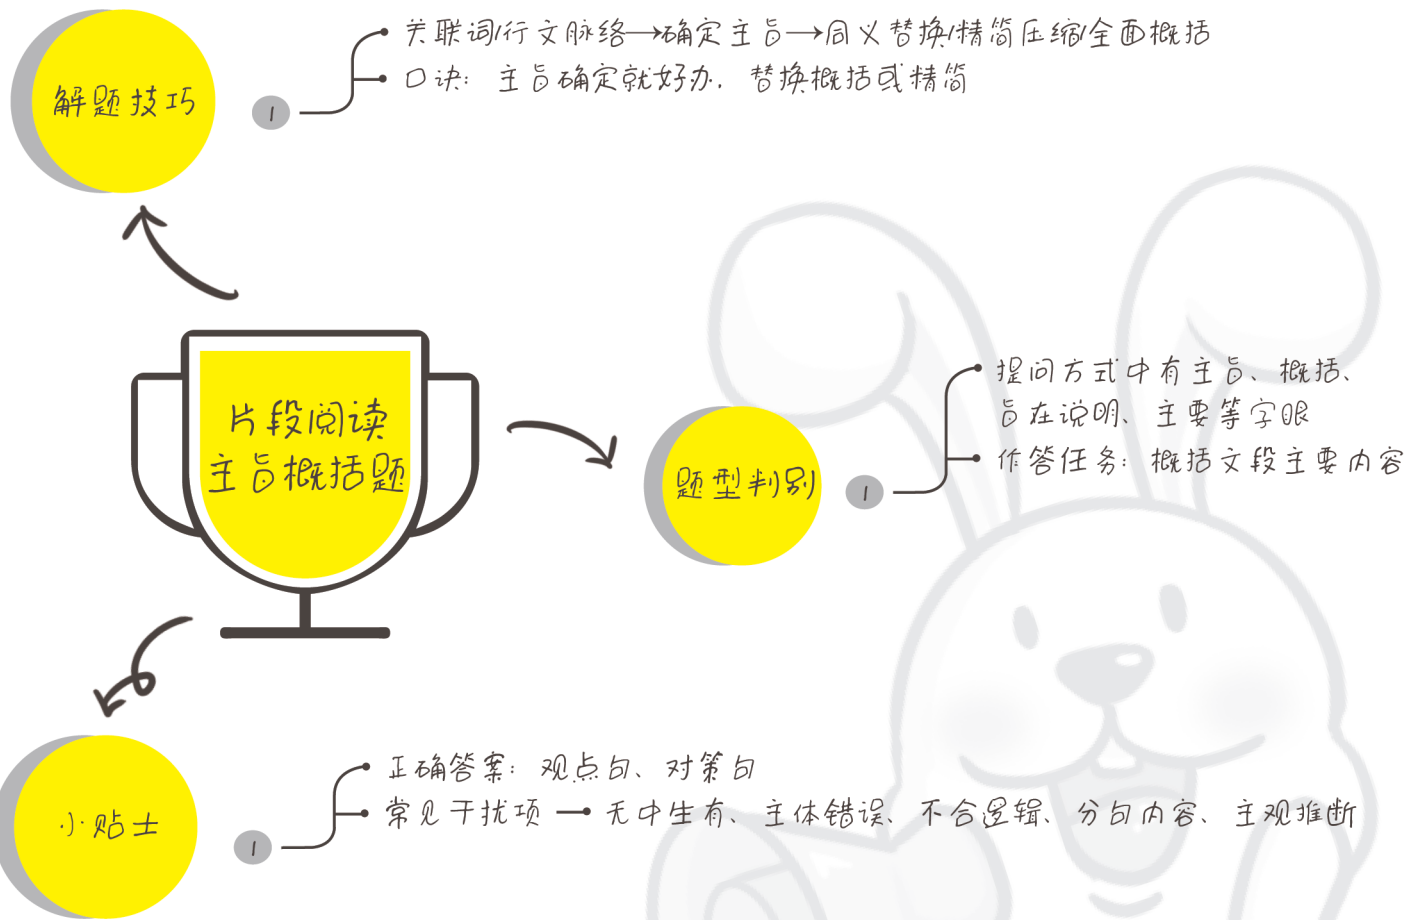 解题技巧
1
关联词/行文脉络→确定主旨→同义替换/精简压缩/全面概括
口诀：主旨确定就好办，替换概括或精简
片段阅读
主旨概括题
题型判别
1
提问方式中有主旨、概括、
旨在说明、主要等字眼
作答任务：概括文段主要内容
小贴士
1
正确答案：观点句、对策句
常见干扰项 — 无中生有、主体错误、不合逻辑、分句内容、主观推断